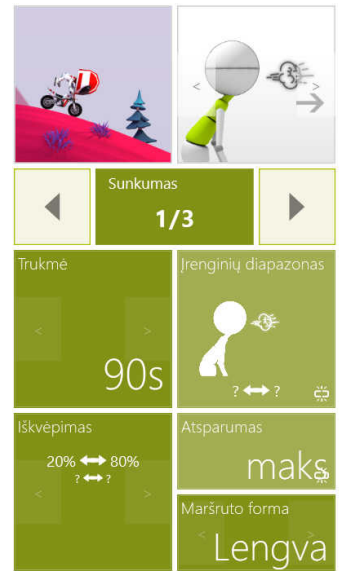 Sunkumas
1/3
Trukmė
90s
Įrenginių diapazonas
? ?
Iškvėpimas
20% 80%
? ?
Atsparumas
maks
Maršruto forma
Lengva